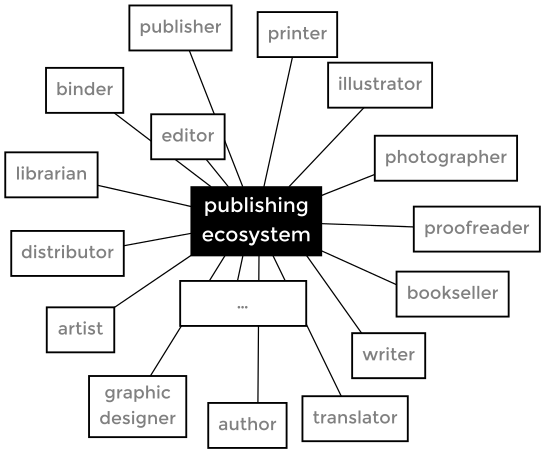 publisher
printer
illustrator
binder
editor
photographer
librarian
publishing
ecosystem
proofreader
distributor
bookseller
...
artist
writer
graphic
designer
author
translator